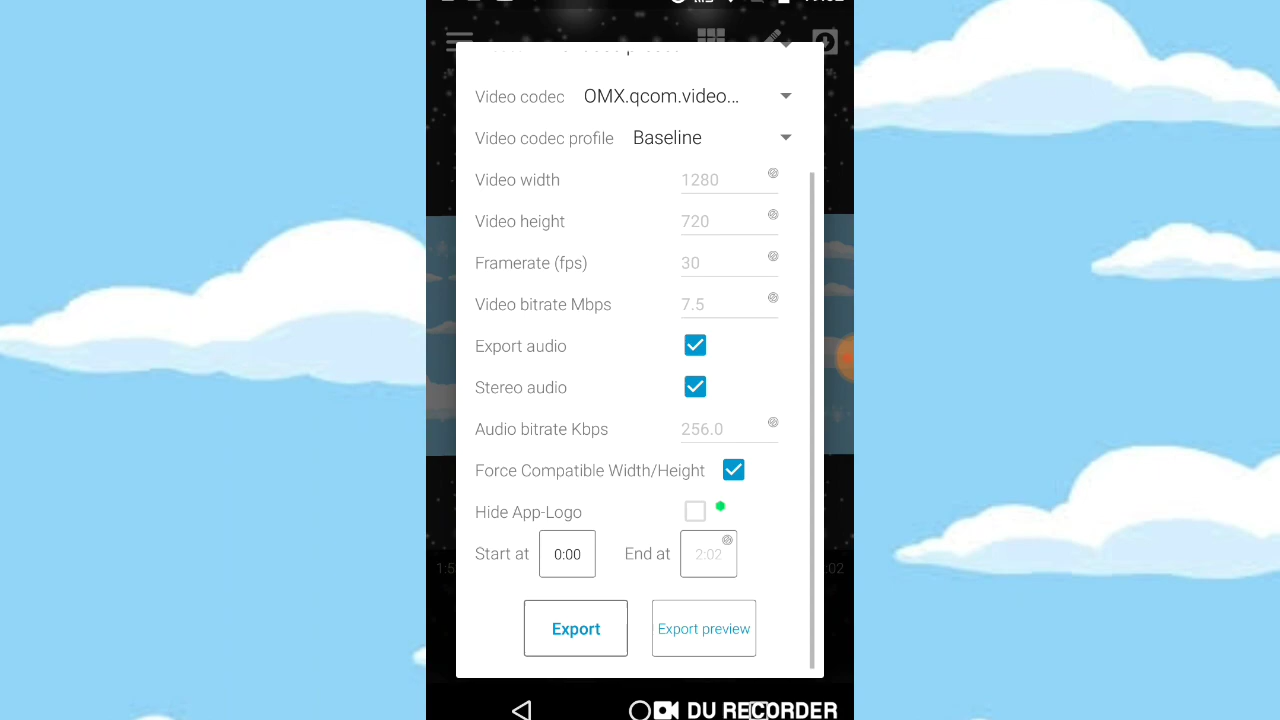 Video codec OMX.qcom.video...
Video codec profile Baseline
Video width 1280
Video height 720
Framerate (fps) 30
Video bitrate Mbps 7.5
Export audio
Stereo audio
Audio bitrate Kbps 256.0
Force Compatible Width/Height
Hide App-Logo
Start at 0:00 End at 2:02
Export Export preview
DU RECORDER